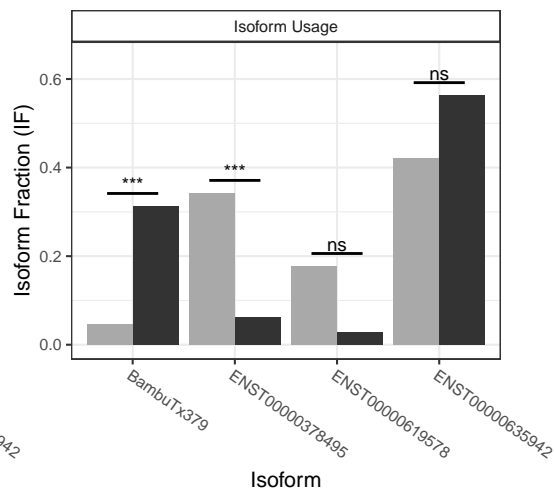 Isoform Usage
Isoform Fraction (IF)
0.6
0.4
0.2
0.0
***
***
ns
ns
BambuTx379
ENST00000378495
ENST00000619578
ENST00000635942
942
Isoform